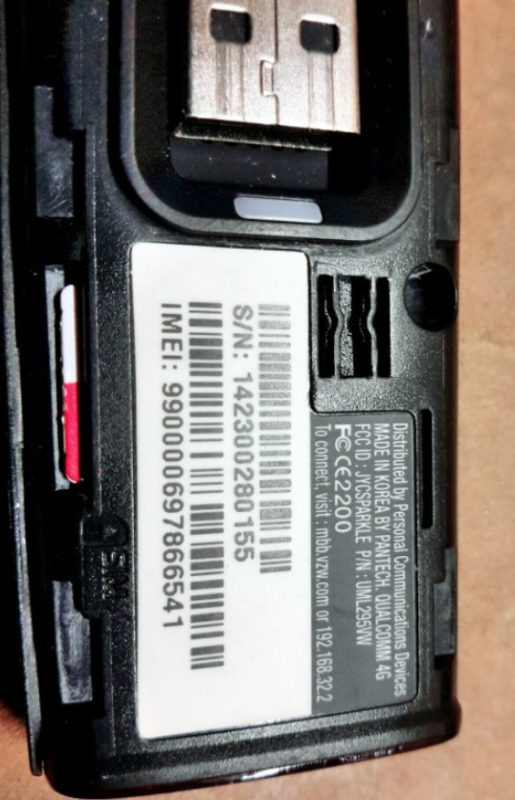 Distributed by Personal Communications Devices
MADE IN KOREA BY PANTECH. QUALCOMM 4G
FCC ID : JYCSPARKLE P/N : UML295VW
FC CE2200
To connect, visit : mbb.vzw.com or 192.168.32.2
S/N: 142300280155
IMEI: 990000697866541
SIM